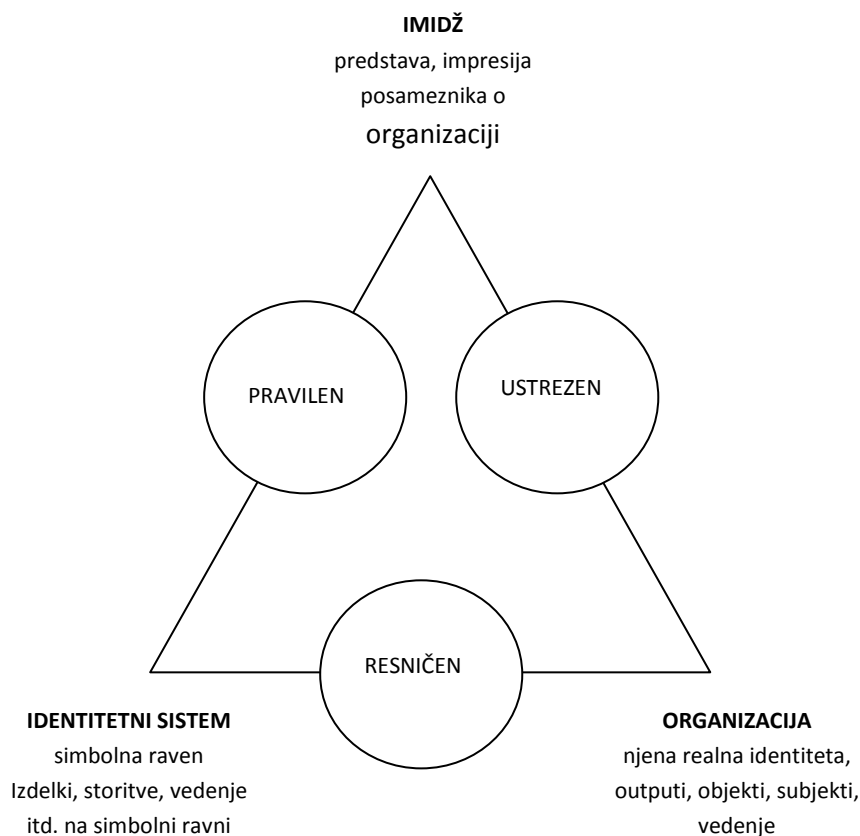 IMIDŽ
predstava, impresija
posameznika o
organizaciji
PRAVILEN
USTREZEN
RESNIČEN
IDENTITETNI SISTEM
simbolna raven
Izdelki, storitve, vedenje
itd. na simbolni ravni
ORGANIZACIJA
njena realna identiteta,
outputi, objekti, subjekti,
vedenje